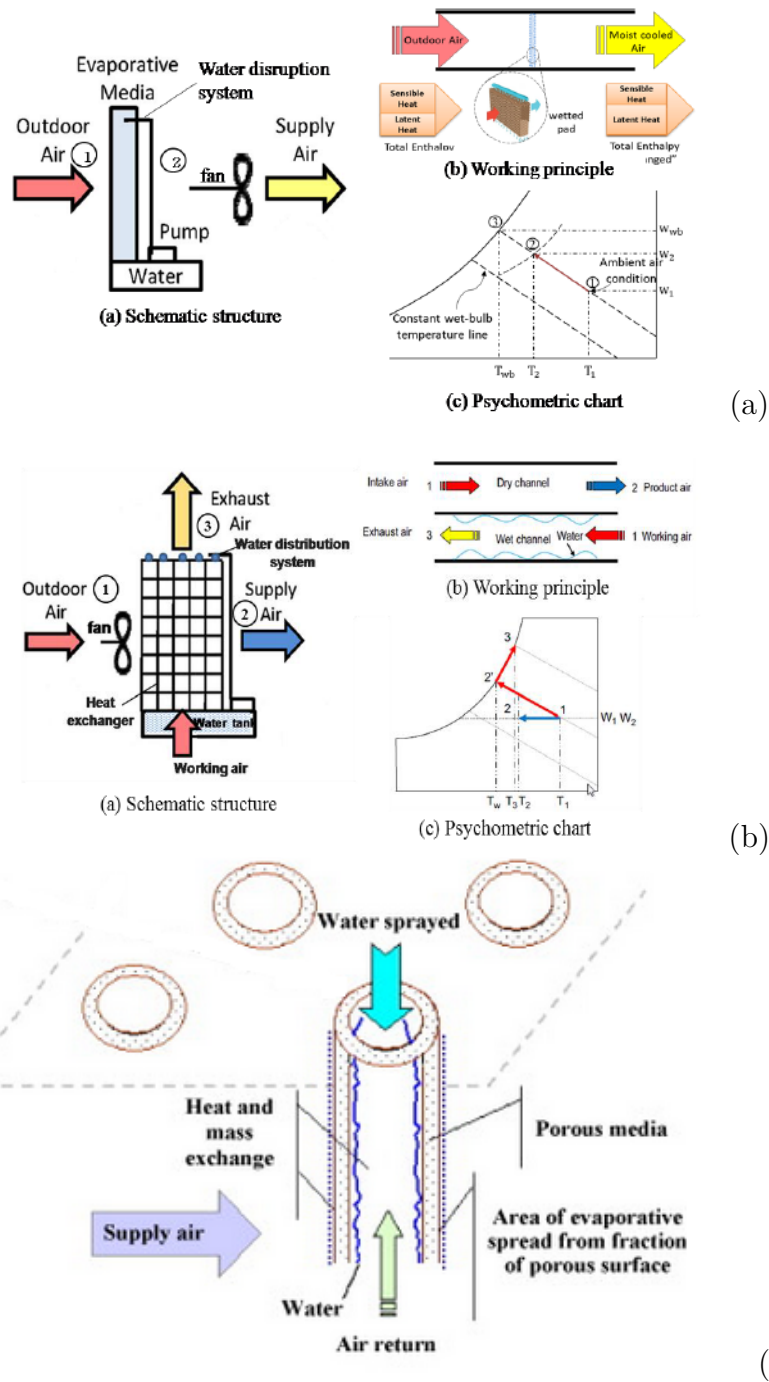 Evaporative
Media
Water disruption
system
Outdoor
Air 1
2
fan
Supply
Air
Pump
Water
(a) Schematic structure
Outdoor Air
Moist cooled
Air
Sensible
Heat
Latent
Heat
wetted
pad
Sensible
Heat
Latent Heat
Total Enthalpy
Total Enthalpy
nged"
(b) Working principle
3
2
1
Ambient air
condition
Constant wet-bulb
temperature line
Wwb
W2
W1
Twb
T2
T1
(c) Psychometric chart
(a)
Exhaust
3 Air
Water distribution
system
Outdoor 1
Air
fan
Supply
2 Air
Heat
exchanger
Water tank
Working air
(a) Schematic structure
Intake air 1
Dry channel
2 Product air
Exhaust air 3
Wet channel
Water
1 Working air
(b) Working principle
3
2'
2
1
W1 W2
Tw T3 T2 T1
(c) Psychometric chart
(b)
Water sprayed
Heat and
mass
exchange
Porous media
Supply air
Area of evaporative
spread from fraction
of porous surface
Water
Air return
(